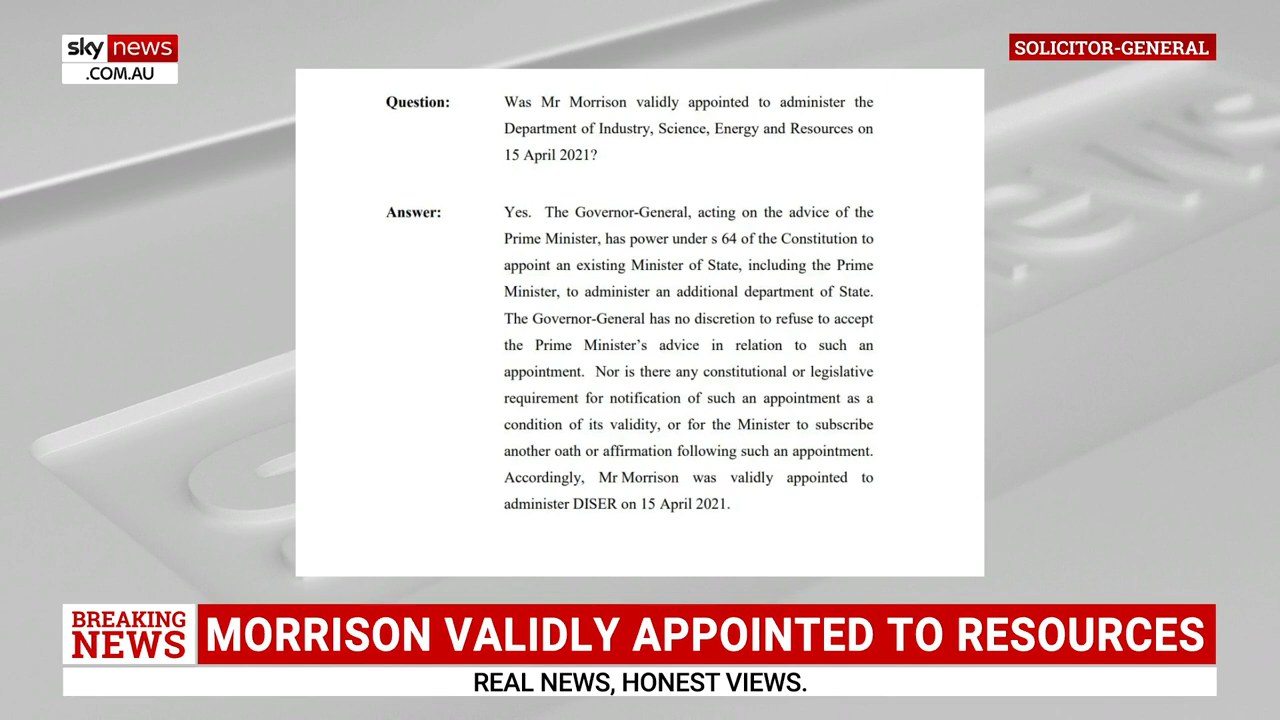 sky news
.COM.AU
SOLICITOR-GENERAL
Question: Was Mr Morrison validly appointed to administer the
Department of Industry, Science, Energy and Resources on
15 April 2021?
Answer: Yes. The Governor-General, acting on the advice of the
Prime Minister, has power under s 64 of the Constitution to
appoint an existing Minister of State, including the Prime
Minister, to administer an additional department of State.
The Governor-General has no discretion to refuse to accept
the Prime Minister’s advice in relation to such an
appointment. Nor is there any constitutional or legislative
requirement for notification of such an appointment as a
condition of its validity, or for the Minister to subscribe
another oath or affirmation following such an appointment.
Accordingly, Mr Morrison was validly appointed to
administer DISER on 15 April 2021.
BREAKING
NEWS
MORRISON VALIDLY APPOINTED TO RESOURCES
REAL NEWS, HONEST VIEWS.